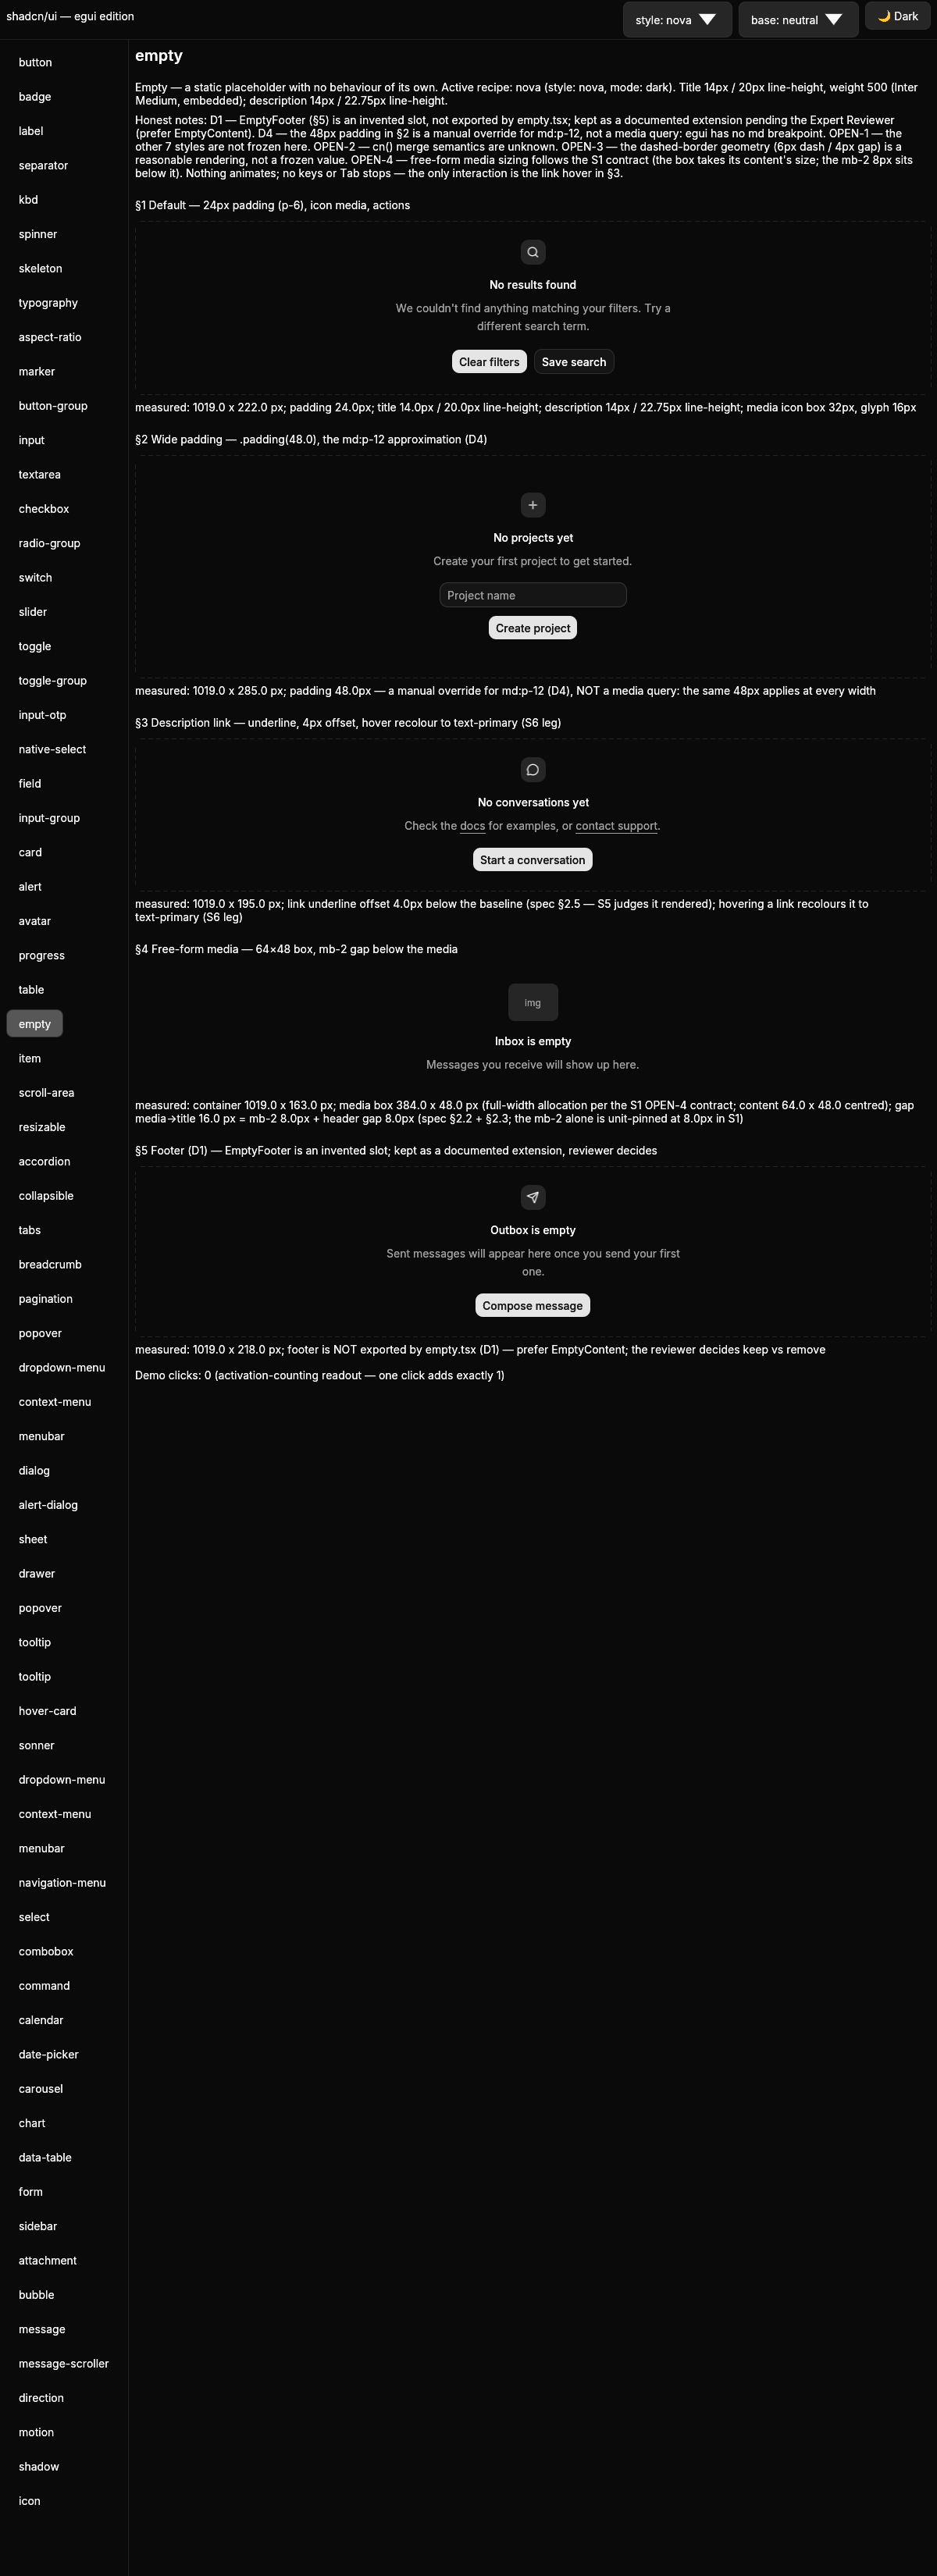 shadcn/ui — egui edition
style: nova
base: neutral
🌙 Dark
button
badge
label
separator
kbd
spinner
skeleton
typography
aspect-ratio
marker
button-group
input
textarea
checkbox
radio-group
switch
slider
toggle
toggle-group
input-otp
native-select
field
input-group
card
alert
avatar
progress
table
empty
item
scroll-area
resizable
accordion
collapsible
tabs
breadcrumb
pagination
popover
dropdown-menu
context-menu
menubar
dialog
alert-dialog
sheet
drawer
popover
tooltip
tooltip
hover-card
sonner
dropdown-menu
context-menu
menubar
navigation-menu
select
combobox
command
calendar
date-picker
carousel
chart
data-table
form
sidebar
attachment
bubble
message
message-scroller
direction
motion
shadow
icon
empty
Empty — a static placeholder with no behaviour of its own. Active recipe: nova (style: nova, mode: dark). Title 14px / 20px line-height, weight 500 (Inter
Medium, embedded); description 14px / 22.75px line-height.
Honest notes: D1 — EmptyFooter (§5) is an invented slot, not exported by empty.tsx; kept as a documented extension pending the Expert Reviewer
(prefer EmptyContent). D4 — the 48px padding in §2 is a manual override for md:p-12, not a media query: egui has no md breakpoint. OPEN-1 — the
other 7 styles are not frozen here. OPEN-2 — cn() merge semantics are unknown. OPEN-3 — the dashed-border geometry (6px dash / 4px gap) is a
reasonable rendering, not a frozen value. OPEN-4 — free-form media sizing follows the S1 contract (the box takes its content's size; the mb-2 8px sits
below it). Nothing animates; no keys or Tab stops — the only interaction is the link hover in §3.
§1 Default — 24px padding (p-6), icon media, actions
No results found
We couldn't find anything matching your filters. Try a
different search term.
Clear filters
Save search
measured: 1019.0 x 222.0 px; padding 24.0px; title 14.0px / 20.0px line-height; description 14px / 22.75px line-height; media icon box 32px, glyph 16px
§2 Wide padding — .padding(48.0), the md:p-12 approximation (D4)
No projects yet
Create your first project to get started.
Project name
Create project
measured: 1019.0 x 285.0 px; padding 48.0px — a manual override for md:p-12 (D4), NOT a media query: the same 48px applies at every width
§3 Description link — underline, 4px offset, hover recolour to text-primary (S6 leg)
No conversations yet
Check the docs for examples, or contact support.
Start a conversation
measured: 1019.0 x 195.0 px; link underline offset 4.0px below the baseline (spec §2.5 — S5 judges it rendered); hovering a link recolours it to
text-primary (S6 leg)
§4 Free-form media — 64×48 box, mb-2 gap below the media
img
Inbox is empty
Messages you receive will show up here.
measured: container 1019.0 x 163.0 px; media box 384.0 x 48.0 px (full-width allocation per the S1 OPEN-4 contract; content 64.0 x 48.0 centred); gap
media→title 16.0 px = mb-2 8.0px + header gap 8.0px (spec §2.2 + §2.3; the mb-2 alone is unit-pinned at 8.0px in S1)
§5 Footer (D1) — EmptyFooter is an invented slot; kept as a documented extension, reviewer decides
Outbox is empty
Sent messages will appear here once you send your first
one.
Compose message
measured: 1019.0 x 218.0 px; footer is NOT exported by empty.tsx (D1) — prefer EmptyContent; the reviewer decides keep vs remove
Demo clicks: 0 (activation-counting readout — one click adds exactly 1)